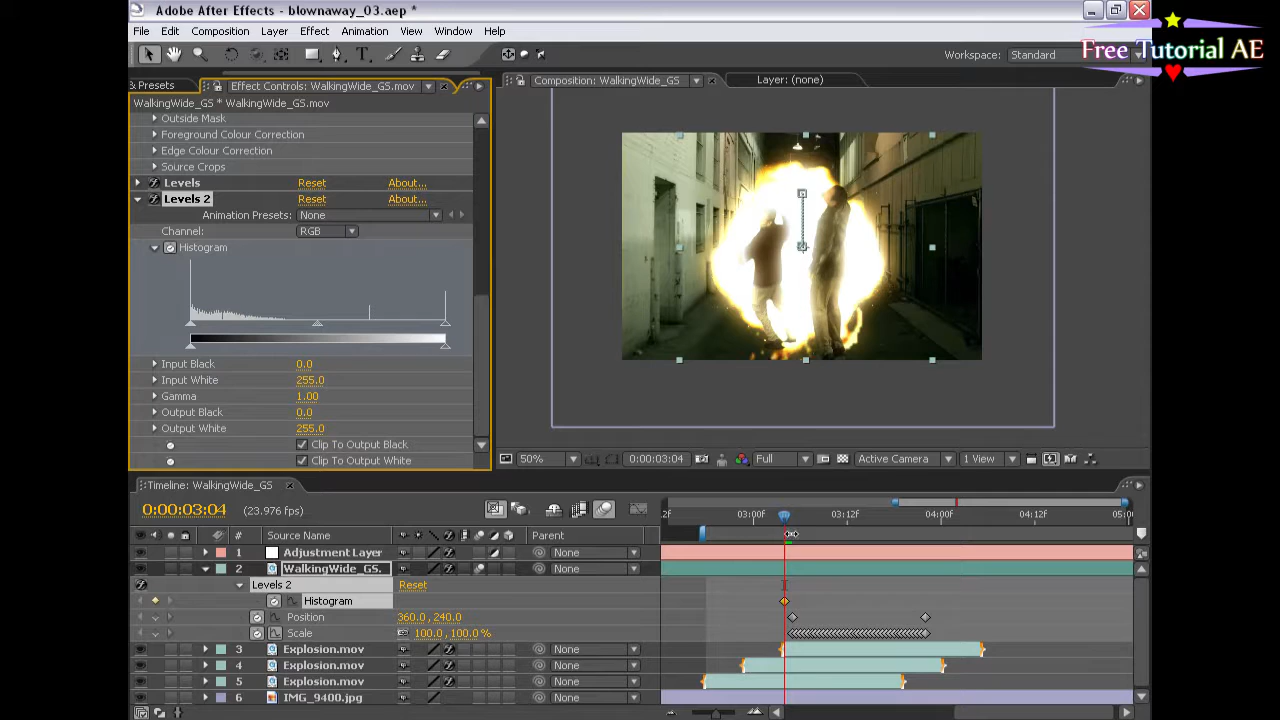 Adobe After Effects - blownaway_03.aep *
File Edit Composition Layer Effect Animation View Window Help
Workspace: Standard
Free Tutorial AE
& Presets Effect Controls: WalkingWide_GS.mov
Composition: WalkingWide_GS Layer: (none)
WalkingWide_GS * WalkingWide_GS.mov
Outside Mask
Foreground Colour Correction
Edge Colour Correction
Source Crops
Levels Reset About...
Levels 2 Reset About...
Animation Presets: None
Channel: RGB
Histogram
Input Black 0.0
Input White 255.0
Gamma 1.00
Output Black 0.0
Output White 255.0
Clip To Output Black
Clip To Output White
50% 0:00:03:04 Full Active Camera 1 View
Timeline: WalkingWide_GS
0:00:03:04 (23.976 fps)
2F 03:00F 03:12F 04:00F 04:12F 05:00
# Source Name Parent
1 Adjustment Layer None
2 WalkingWide_GS. None
Levels 2 Reset
Histogram
Position 360.0, 240.0
Scale 100.0, 100.0 %
3 Explosion.mov None
4 Explosion.mov None
5 Explosion.mov None
6 IMG_9400.jpg None